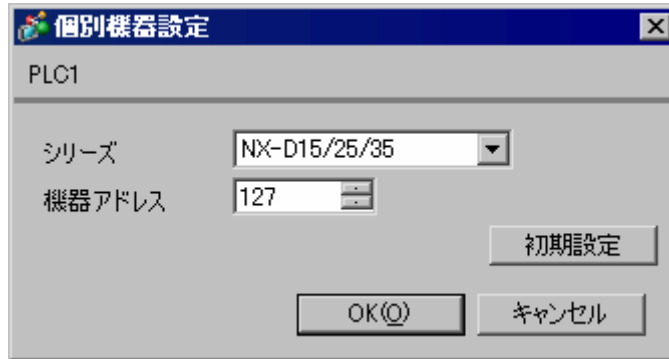 個別機器設定
PLC1
シリーズ NX-D15/25/35
機器アドレス 127
初期設定
OK(O) キャンセル